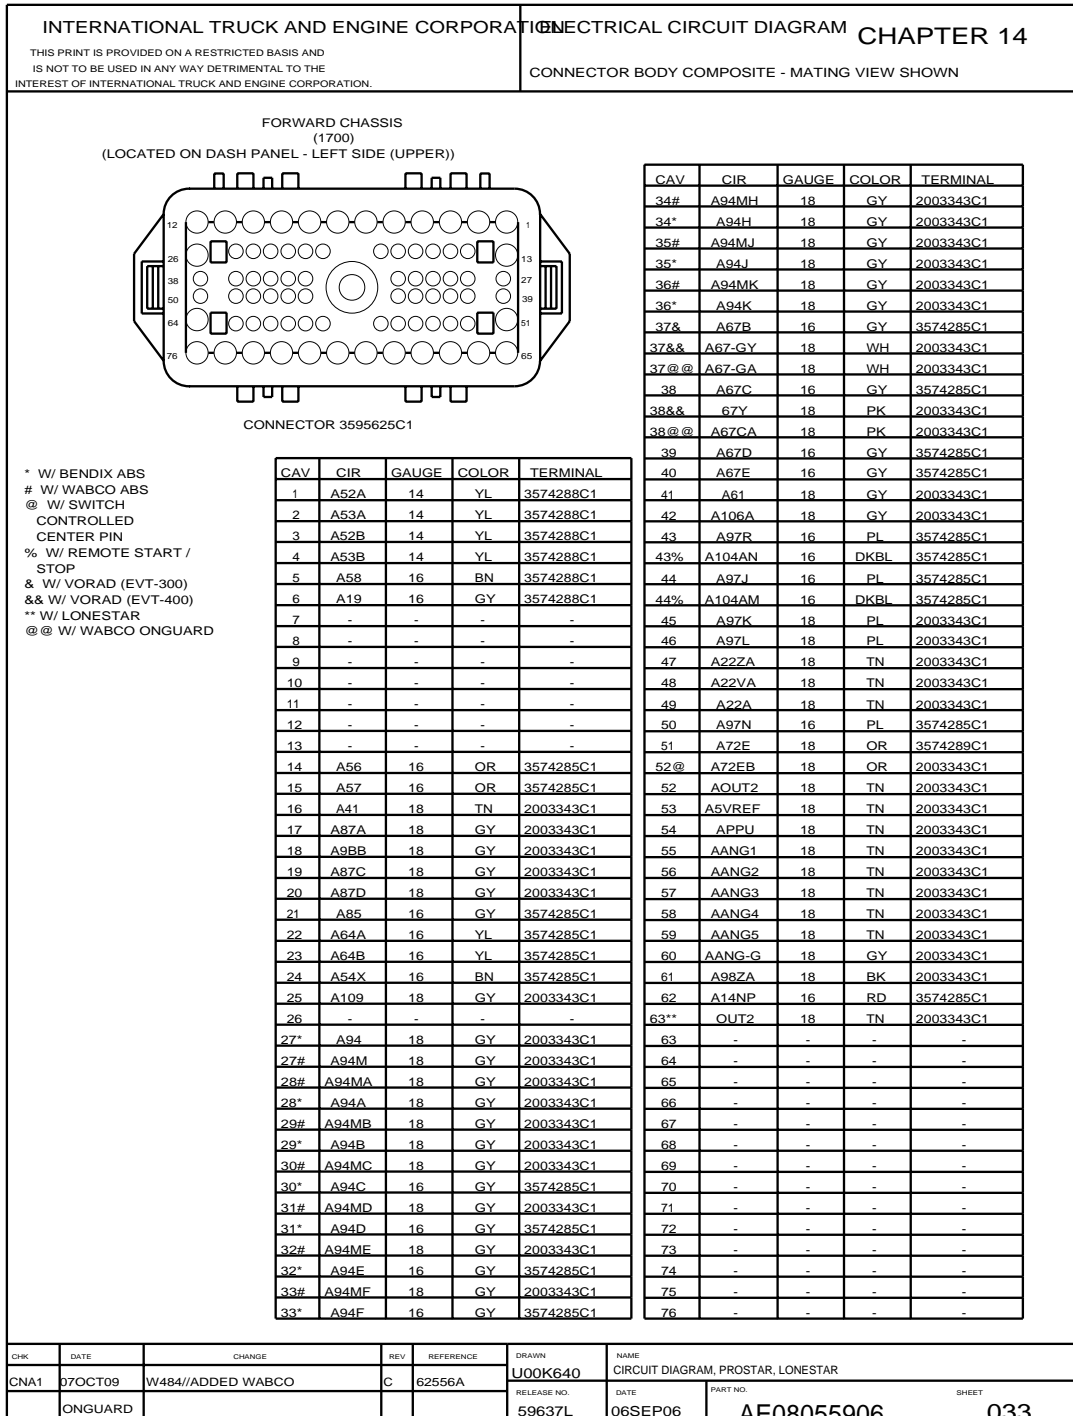 INTERNATIONAL TRUCK AND ENGINE CORPORATION
THIS PRINT IS PROVIDED ON A RESTRICTED BASIS AND
IS NOT TO BE USED IN ANY WAY DETRIMENTAL TO THE
INTEREST OF INTERNATIONAL TRUCK AND ENGINE CORPORATION.
ELECTRICAL CIRCUIT DIAGRAM
CHAPTER 14
CONNECTOR BODY COMPOSITE - MATING VIEW SHOWN
FORWARD CHASSIS
(1700)
(LOCATED ON DASH PANEL - LEFT SIDE (UPPER))
12 1
26 13
38 27
50 39
64 51
76 65
CONNECTOR 3595625C1
* W/ BENDIX ABS
# W/ WABCO ABS
@ W/ SWITCH
CONTROLLED
CENTER PIN
% W/ REMOTE START /
STOP
& W/ VORAD (EVT-300)
&& W/ VORAD (EVT-400)
** W/ LONESTAR
@@ W/ WABCO ONGUARD
CAV CIR GAUGE COLOR TERMINAL
1 A52A 14 YL 3574288C1
2 A53A 14 YL 3574288C1
3 A52B 14 YL 3574288C1
4 A53B 14 YL 3574288C1
5 A58 16 BN 3574288C1
6 A19 16 GY 3574288C1
7 - - - -
8 - - - -
9 - - - -
10 - - - -
11 - - - -
12 - - - -
13 - - - -
14 A56 16 OR 3574285C1
15 A57 16 OR 3574285C1
16 A41 18 TN 2003343C1
17 A87A 18 GY 2003343C1
18 A9BB 18 GY 2003343C1
19 A87C 18 GY 2003343C1
20 A87D 18 GY 2003343C1
21 A85 16 GY 3574285C1
22 A64A 16 YL 3574285C1
23 A64B 16 YL 3574285C1
24 A54X 16 BN 3574285C1
25 A109 18 GY 2003343C1
26 - - - -
27* A94 18 GY 2003343C1
27# A94M 18 GY 2003343C1
28# A94MA 18 GY 2003343C1
28* A94A 18 GY 2003343C1
29# A94MB 18 GY 2003343C1
29* A94B 18 GY 2003343C1
30# A94MC 18 GY 2003343C1
30* A94C 16 GY 3574285C1
31# A94MD 18 GY 2003343C1
31* A94D 16 GY 3574285C1
32# A94ME 18 GY 2003343C1
32* A94E 16 GY 3574285C1
33# A94MF 18 GY 2003343C1
33* A94F 16 GY 3574285C1
CAV CIR GAUGE COLOR TERMINAL
34# A94MH 18 GY 2003343C1
34* A94H 18 GY 2003343C1
35# A94MJ 18 GY 2003343C1
35* A94J 18 GY 2003343C1
36# A94MK 18 GY 2003343C1
36* A94K 18 GY 2003343C1
37& A67B 16 GY 3574285C1
37&& A67-GY 18 WH 2003343C1
37@@ A67-GA 18 WH 2003343C1
38 A67C 16 GY 3574285C1
38&& 67Y 18 PK 2003343C1
38@@ A67CA 18 PK 2003343C1
39 A67D 16 GY 3574285C1
40 A67E 16 GY 3574285C1
41 A61 18 GY 2003343C1
42 A106A 18 GY 2003343C1
43 A97R 16 PL 3574285C1
43% A104AN 16 DKBL 3574285C1
44 A97J 16 PL 3574285C1
44% A104AM 16 DKBL 3574285C1
45 A97K 18 PL 2003343C1
46 A97L 18 PL 2003343C1
47 A22ZA 18 TN 2003343C1
48 A22VA 18 TN 2003343C1
49 A22A 18 TN 2003343C1
50 A97N 16 PL 3574285C1
51 A72E 18 OR 3574289C1
52@ A72EB 18 OR 2003343C1
52 AOUT2 18 TN 2003343C1
53 A5VREF 18 TN 2003343C1
54 APPU 18 TN 2003343C1
55 AANG1 18 TN 2003343C1
56 AANG2 18 TN 2003343C1
57 AANG3 18 TN 2003343C1
58 AANG4 18 TN 2003343C1
59 AANG5 18 TN 2003343C1
60 AANG-G 18 GY 2003343C1
61 A98ZA 18 BK 2003343C1
62 A14NP 16 RD 3574285C1
63** OUT2 18 TN 2003343C1
63 - - - -
64 - - - -
65 - - - -
66 - - - -
67 - - - -
68 - - - -
69 - - - -
70 - - - -
71 - - - -
72 - - - -
73 - - - -
74 - - - -
75 - - - -
76 - - - -
CHK DATE CHANGE REV REFERENCE
CNA1 07OCT09 W484//ADDED WABCO C 62556A
ONGUARD
DRAWN
U00K640
NAME
CIRCUIT DIAGRAM, PROSTAR, LONESTAR
RELEASE NO. DATE PART NO. SHEET
59637L 06SEP06 AE08055906 033